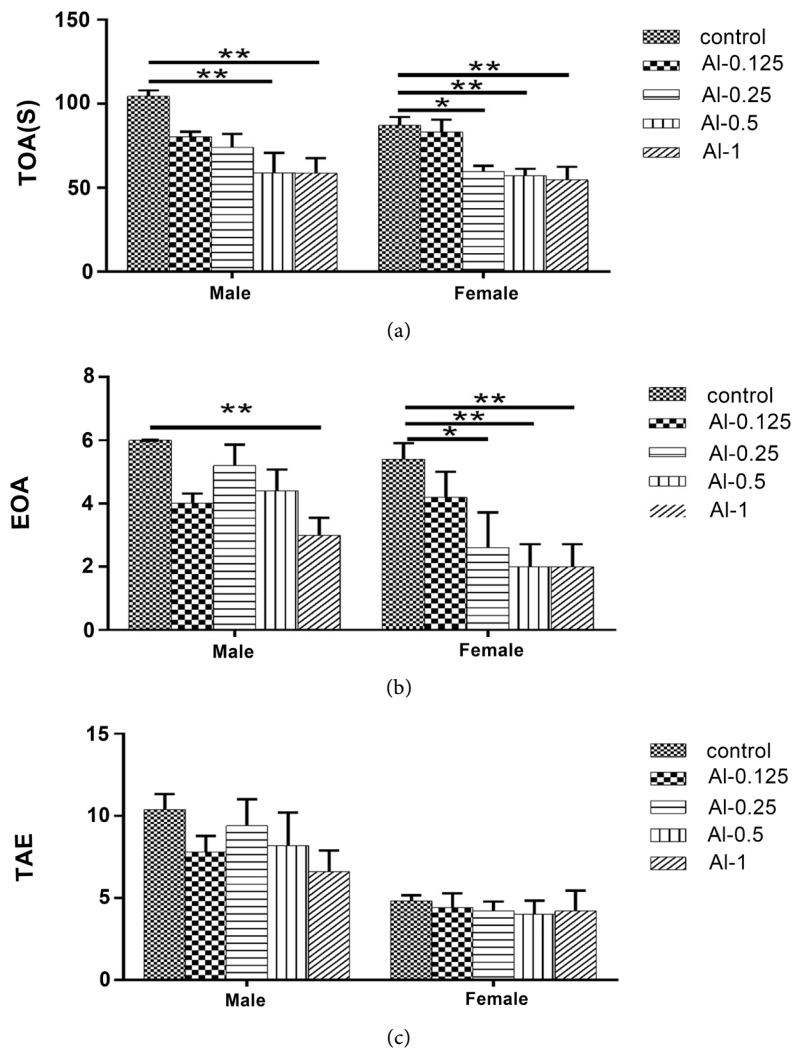 150
100
50
0
TOA(S)
** **
** **
*
Male Female
control
Al-0.125
Al-0.25
Al-0.5
Al-1
(a)
8
6
4
2
0
EOA
** **
**
*
Male Female
control
Al-0.125
Al-0.25
Al-0.5
Al-1
(b)
15
10
5
0
TAE
Male Female
control
Al-0.125
Al-0.25
Al-0.5
Al-1
(c)